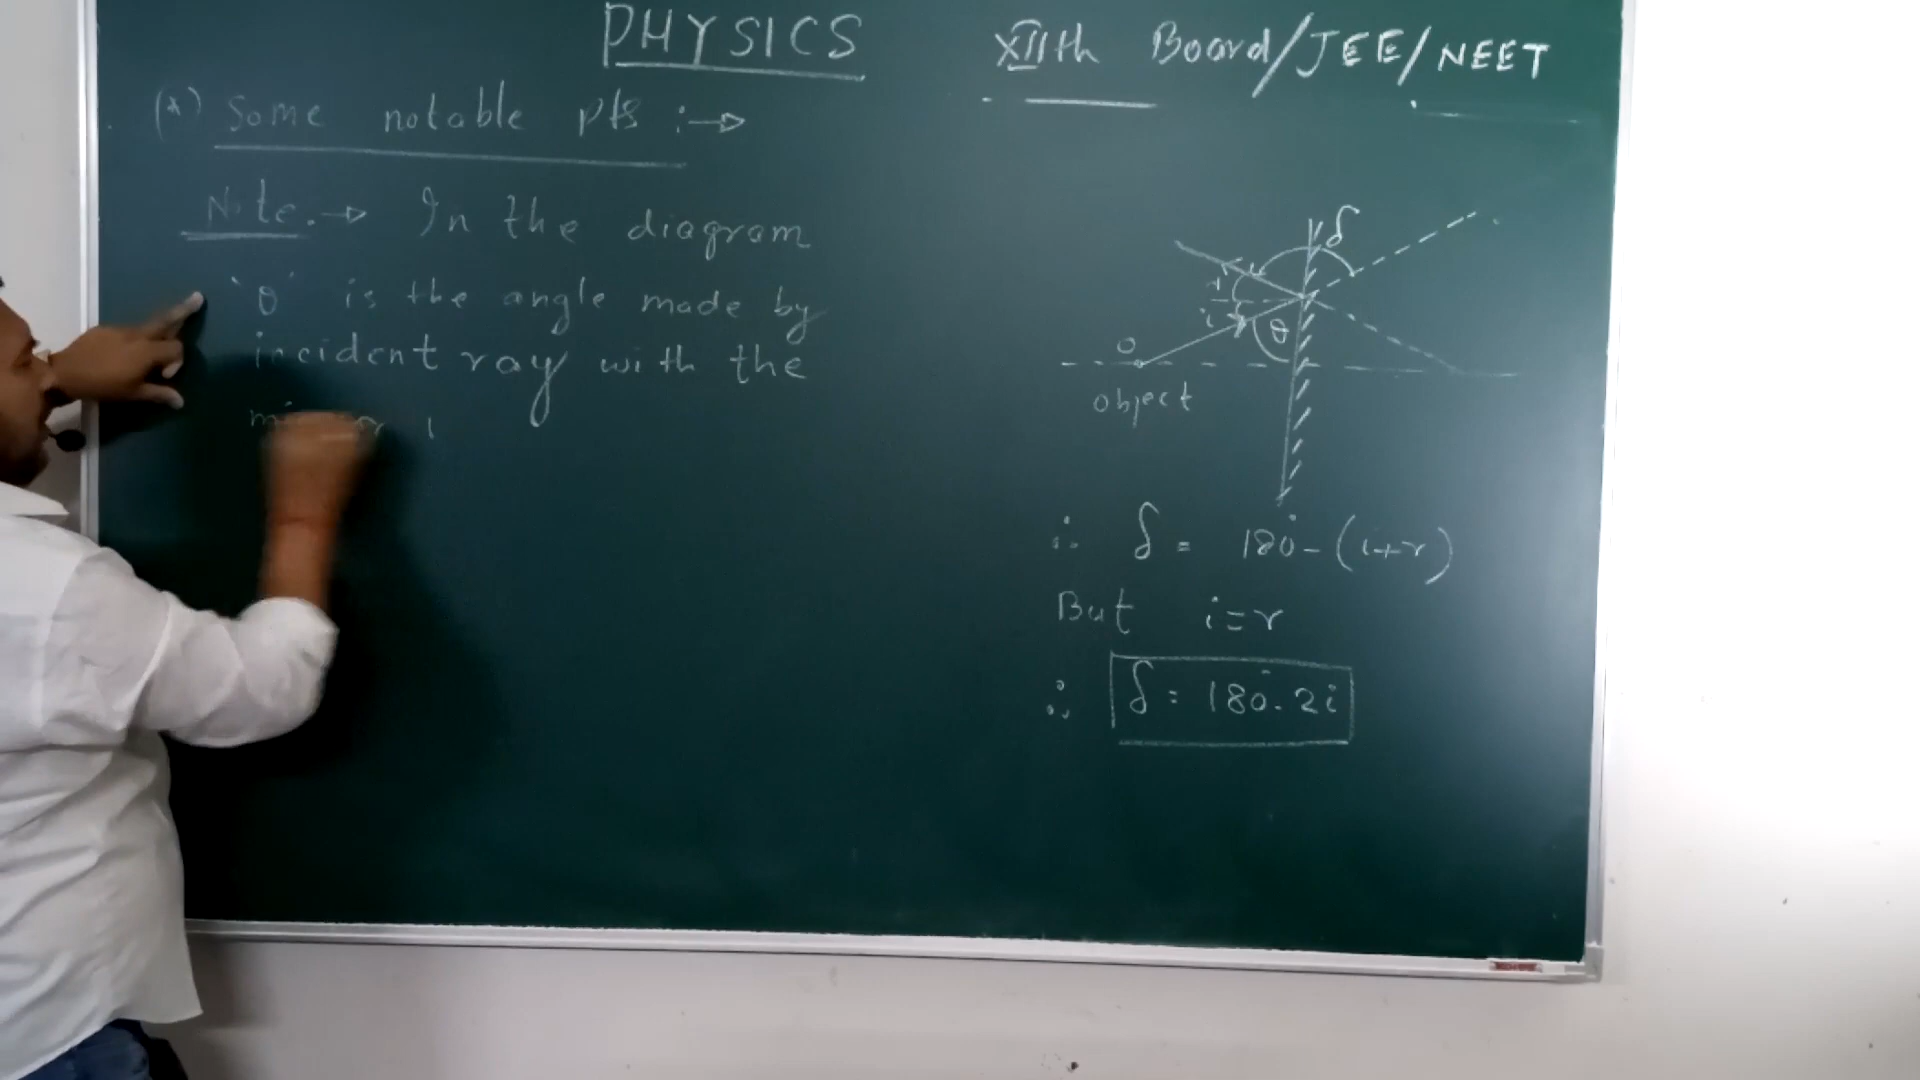 PHYSICS XIIth Board/JEE/NEET
(*) Some notable pts :→
Note.→ In the diagram
'θ' is the angle made by
incident ray with the
δ
r
i
θ
O
object
∴ δ = 180°-(i+r)
But i=r
∴ δ = 180°-2i